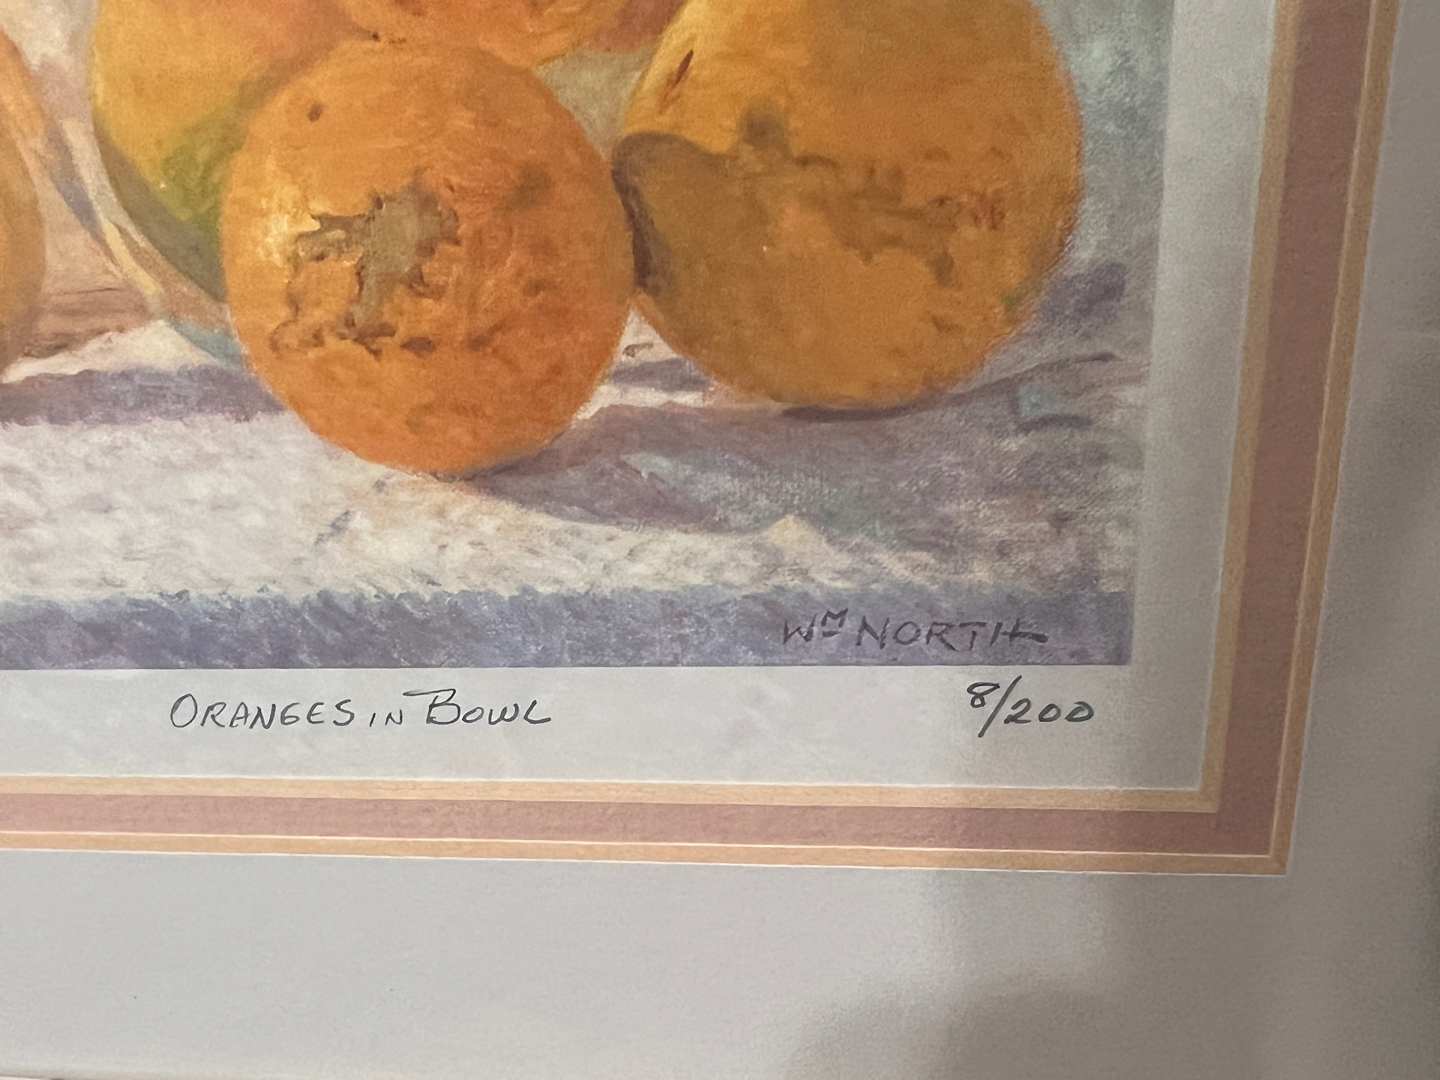 Wᴹ NORTH
ORANGES IN BOWL
8/200